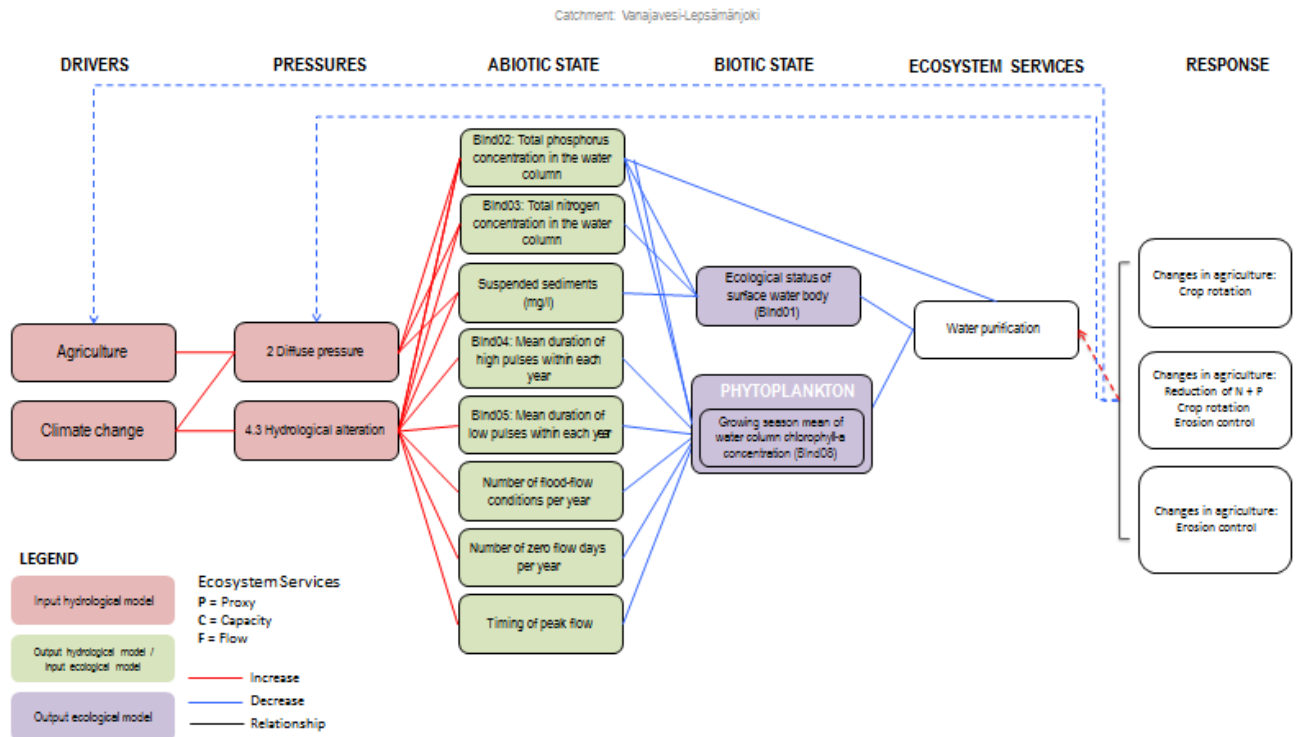 Catchment: Vanajavesi-Lepsämänjoki
DRIVERS
PRESSURES
ABIOTIC STATE
BIOTIC STATE
ECOSYSTEM SERVICES
RESPONSE
BInd02: Total phosphorus
concentration in the water
column
BInd03: Total nitrogen
concentration in the water
column
Suspended sediments
(mg/l)
BInd04: Mean duration of
high pulses within each
year
BInd05: Mean duration of
low pulses within each year
Number of flood-flow
conditions per year
Number of zero flow days
per year
Timing of peak flow
Agriculture
Climate change
2 Diffuse pressure
4.3 Hydrological alteration
Ecological status of
surface water body
(BInd01)
PHYTOPLANKTON
Growing season mean of
water column chlorophyll-a
concentration (BInd08)
Water purification
Changes in agriculture:
Crop rotation
Changes in agriculture:
Reduction of N + P
Crop rotation
Erosion control
Changes in agriculture:
Erosion control
LEGEND
Input hydrological model
Output hydrological model /
Input ecological model
Output ecological model
Ecosystem Services
P = Proxy
C = Capacity
F = Flow
Increase
Decrease
Relationship